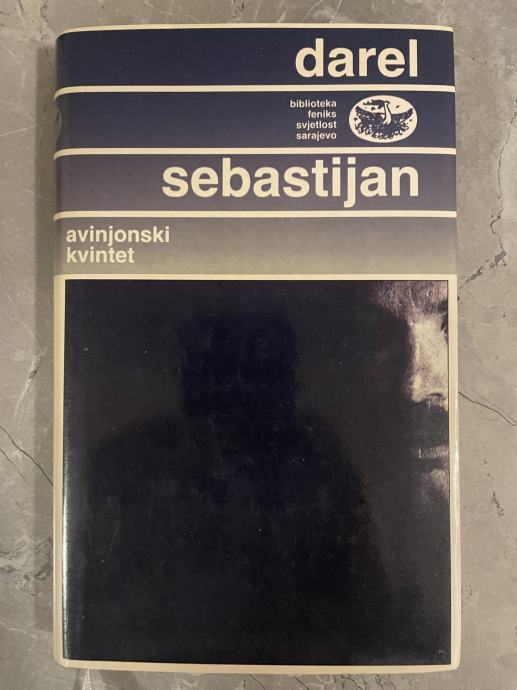 darel
biblioteka
feniks
svjetlost
sarajevo
sebastijan
avinjonski
kvintet